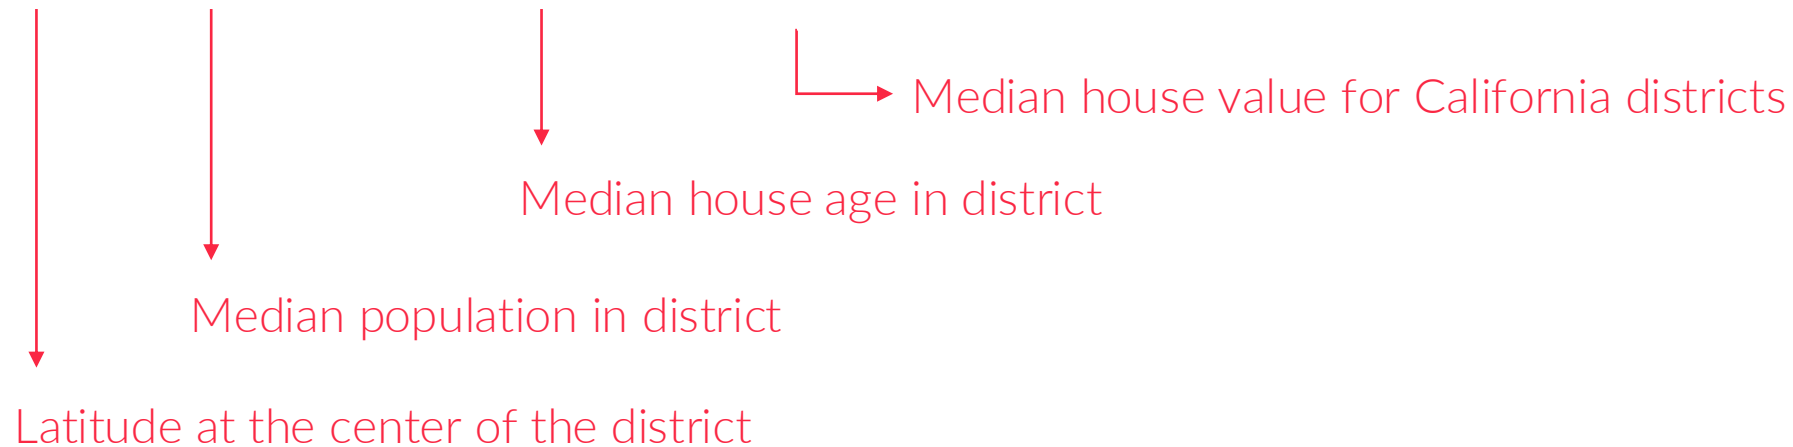 Median house value for California districts
Median house age in district
Median population in district
Latitude at the center of the district